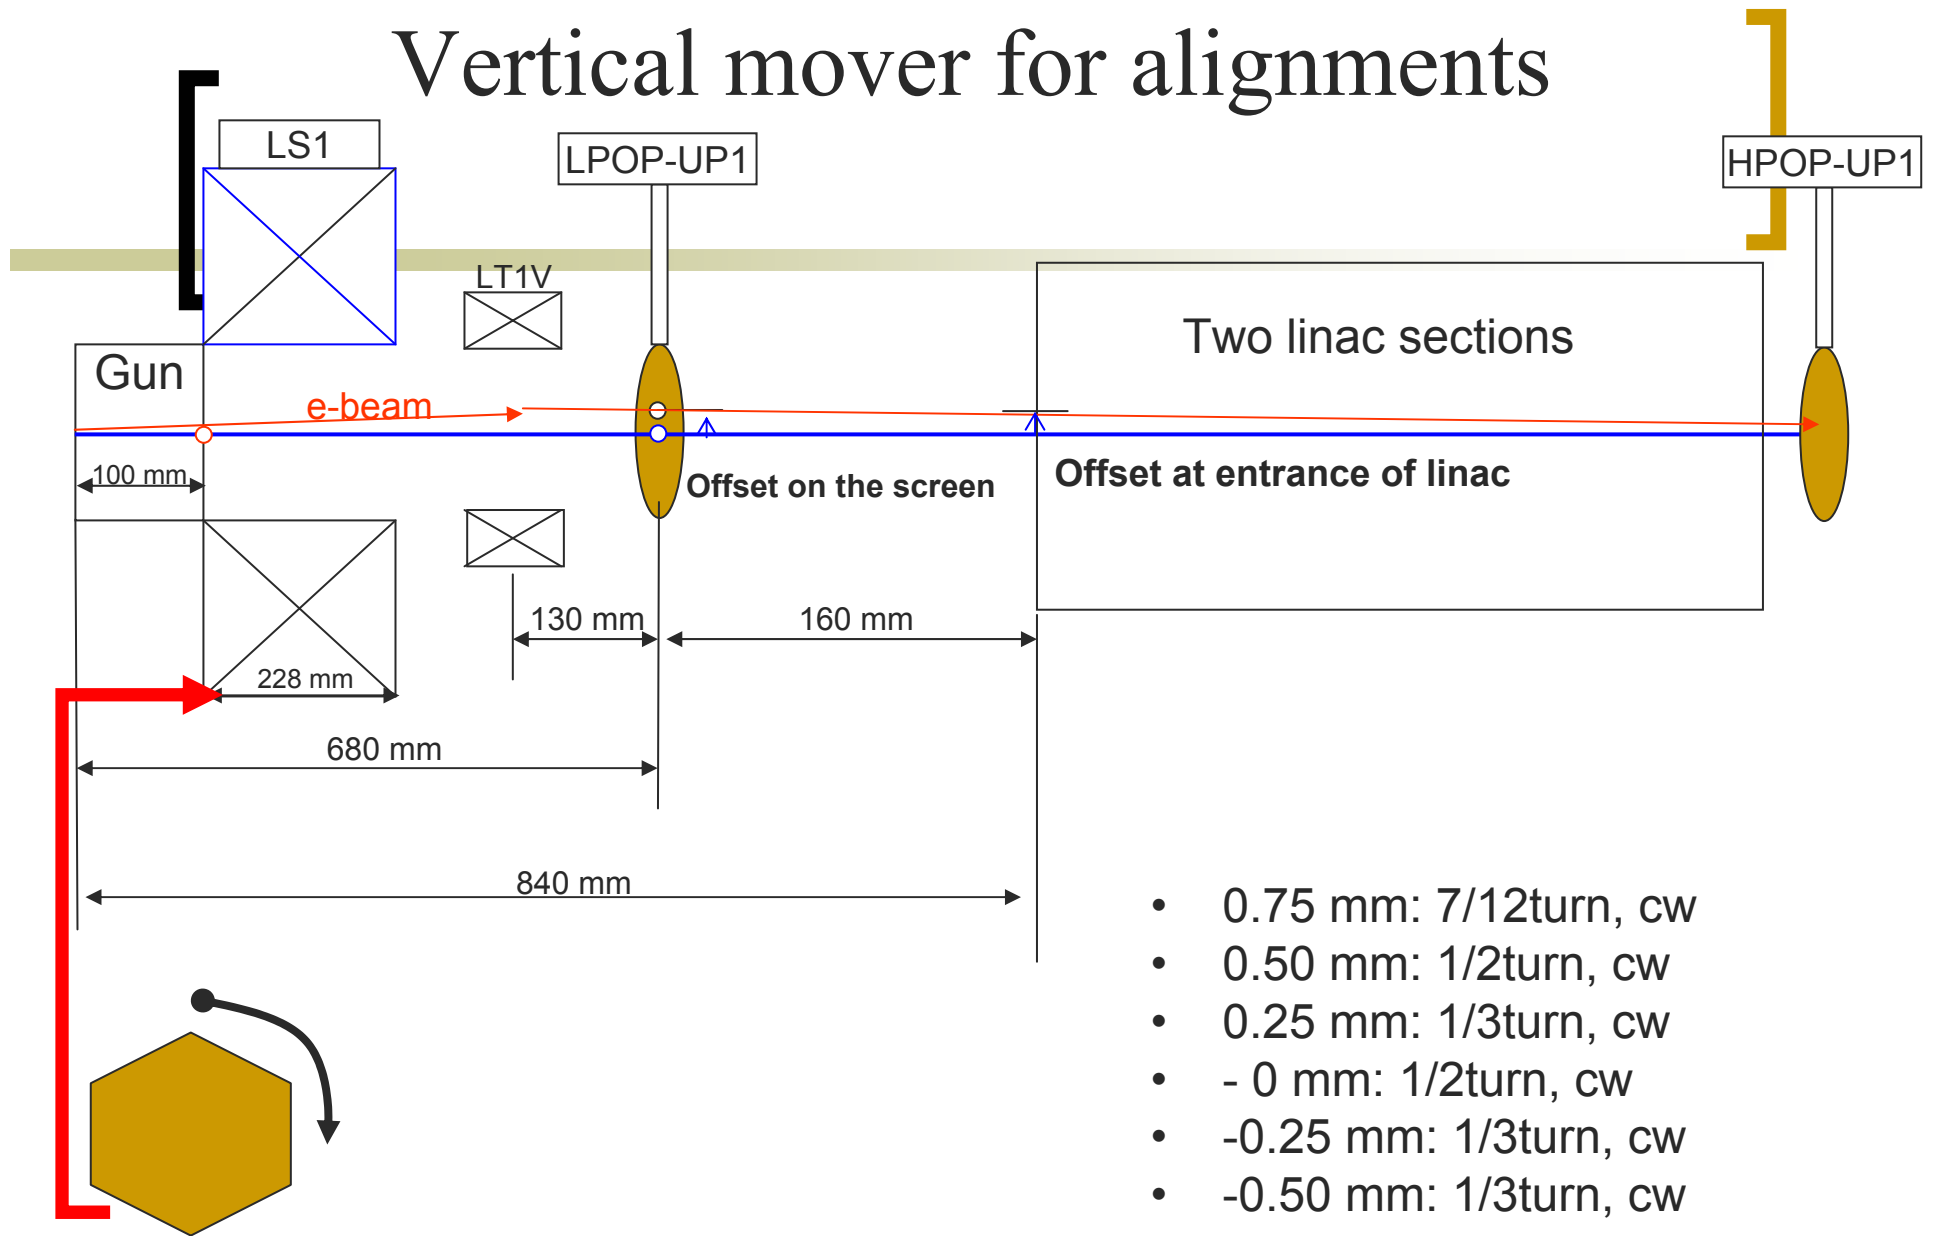 Vertical mover for alignments
LS1
LPOP-UP1
HPOP-UP1
LT1V
Two linac sections
Gun
e-beam
100 mm
Offset on the screen
Offset at entrance of linac
130 mm
160 mm
228 mm
680 mm
840 mm
• 0.75 mm: 7/12turn, cw
• 0.50 mm: 1/2turn, cw
• 0.25 mm: 1/3turn, cw
• - 0 mm: 1/2turn, cw
• -0.25 mm: 1/3turn, cw
• -0.50 mm: 1/3turn, cw